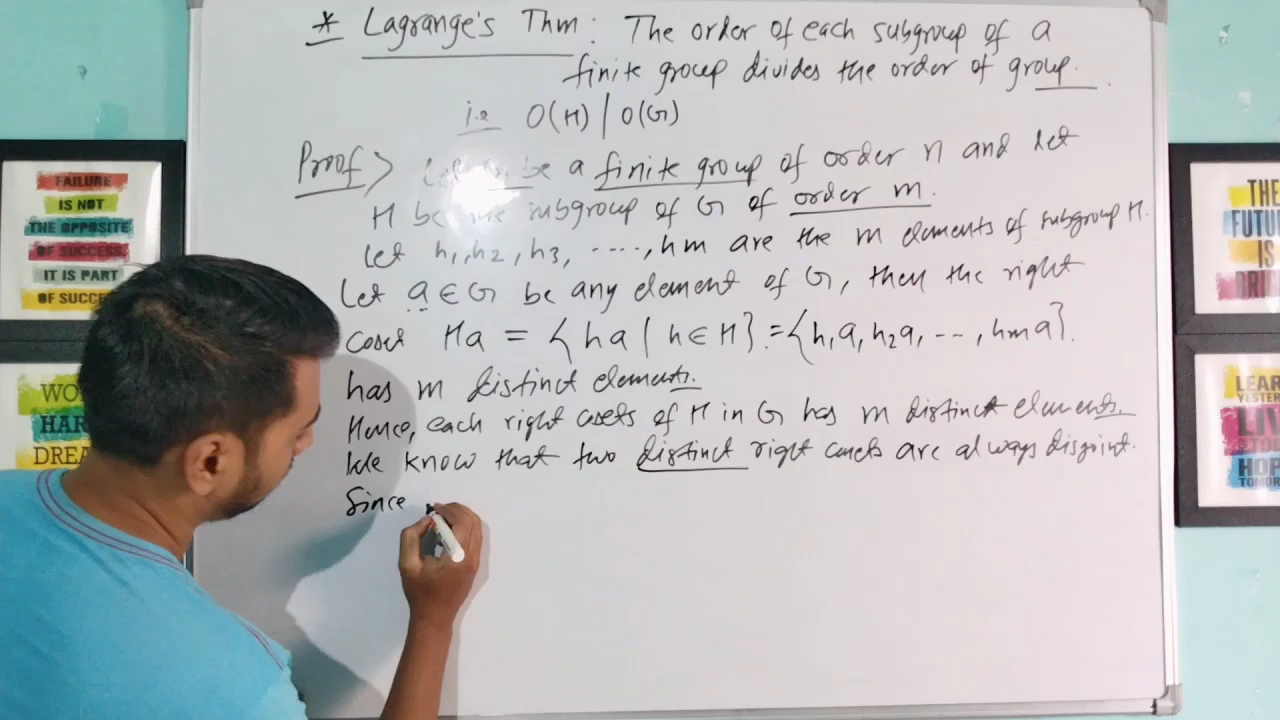 * Lagrange's Thm: The order of each subgroup of a
finite group divides the order of group.
i.e O(H) | O(G)
Proof > Let be a finite group of order n and let
H be the subgroup of G of order m.
Let h1, h2, h3, ....., hm are the m elements of subgroup H.
Let a ∈ G be any element of G, then the right
coset Ha = {ha | h ∈ H}. = {h1a, h2a, --- , hma}.
has m distinct elements.
Hence, each right cosets of H in G has m distinct elements.
We know that two distinct right cosets are always disjoint.
Since
FAILURE
IS NOT
THE OPPOSITE
OF SUCCESS
IT IS PART
OF SUCCE
WO
HAR
DREA
THE
FUTU
IS
BRI
LEAR
YESTER
LIV
TO
HOP
TOMO